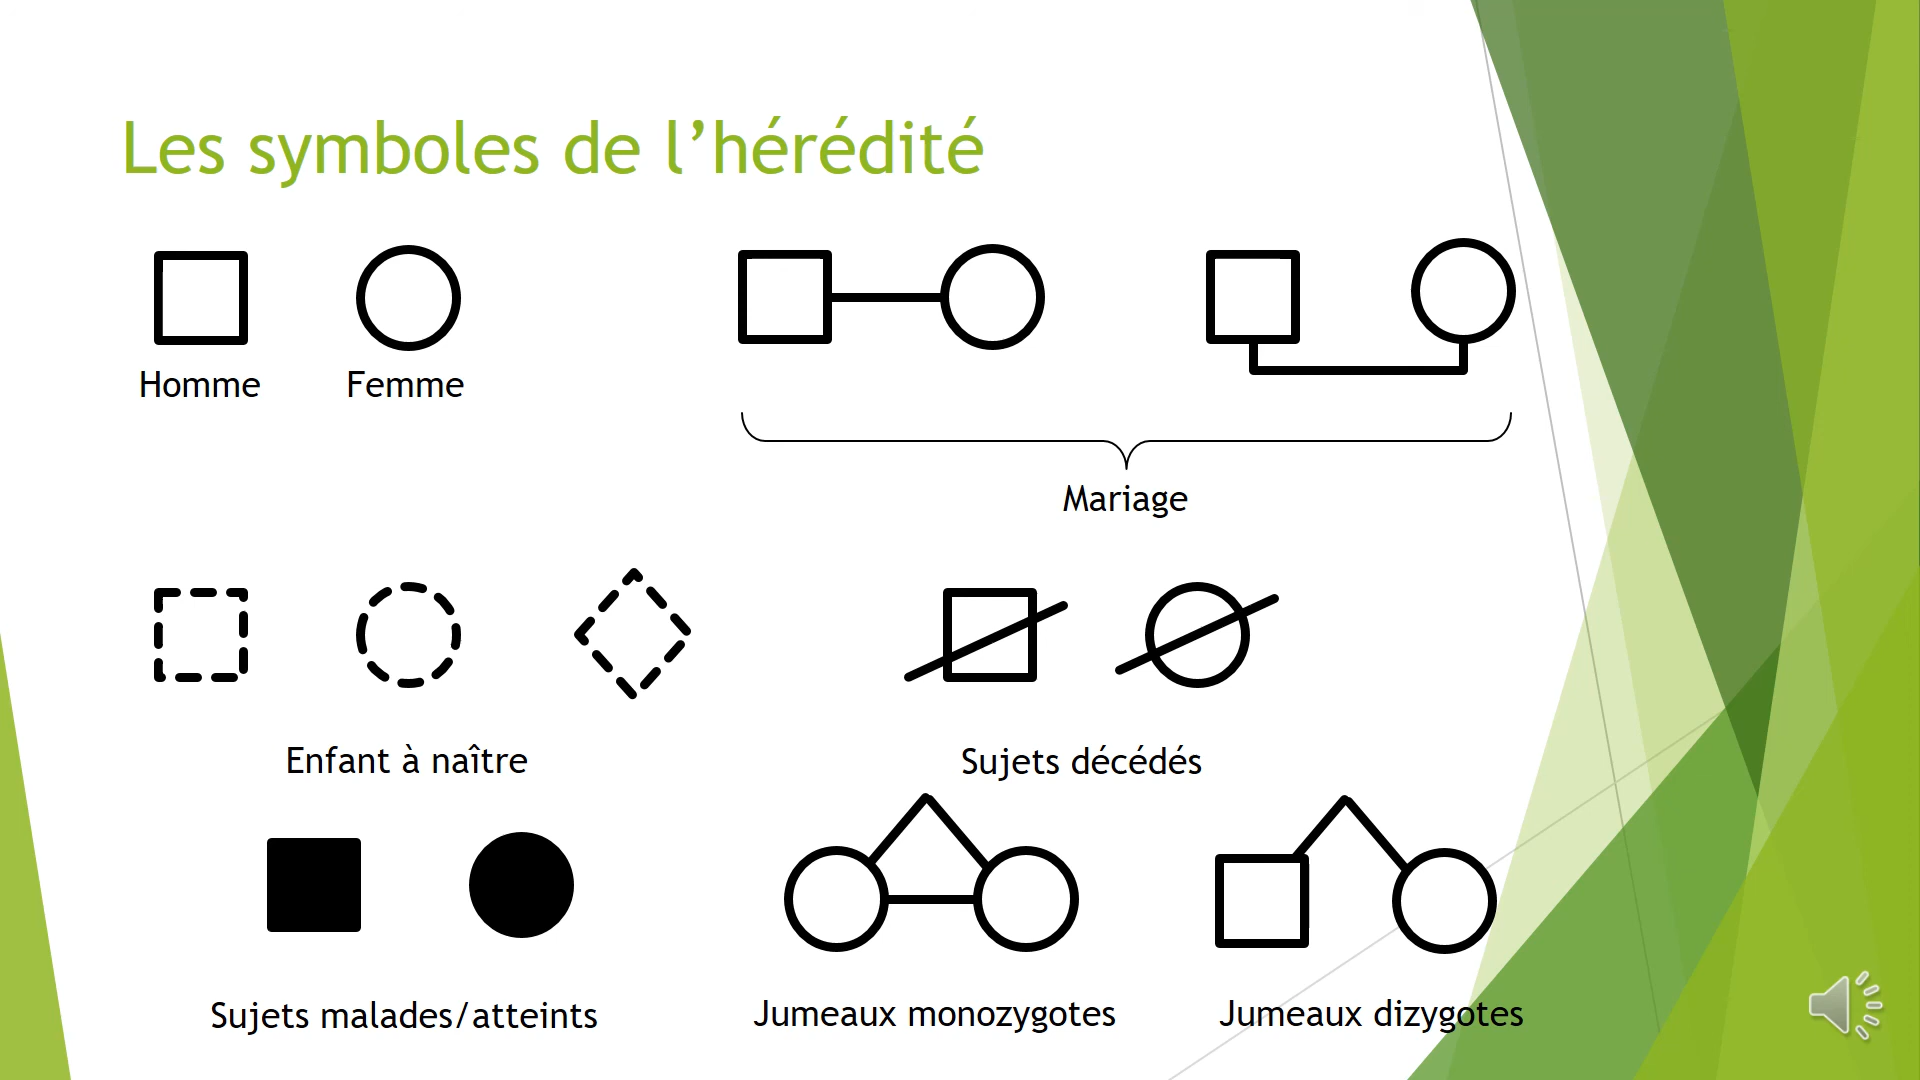 Les symboles de l’hérédité
Homme
Femme
Mariage
Enfant à naître
Sujets décédés
Sujets malades/atteints
Jumeaux monozygotes
Jumeaux dizygotes